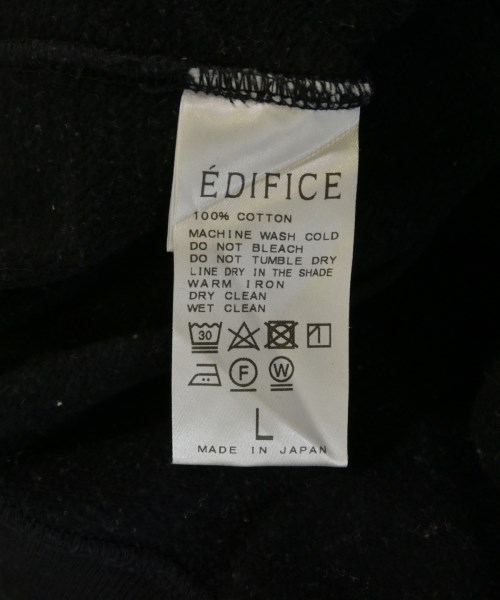 ÉDIFICE
100% COTTON
MACHINE WASH COLD
DO NOT BLEACH
DO NOT TUMBLE DRY
LINE DRY IN THE SHADE
WARM IRON
DRY CLEAN
WET CLEAN
30
F W
L
MADE IN JAPAN